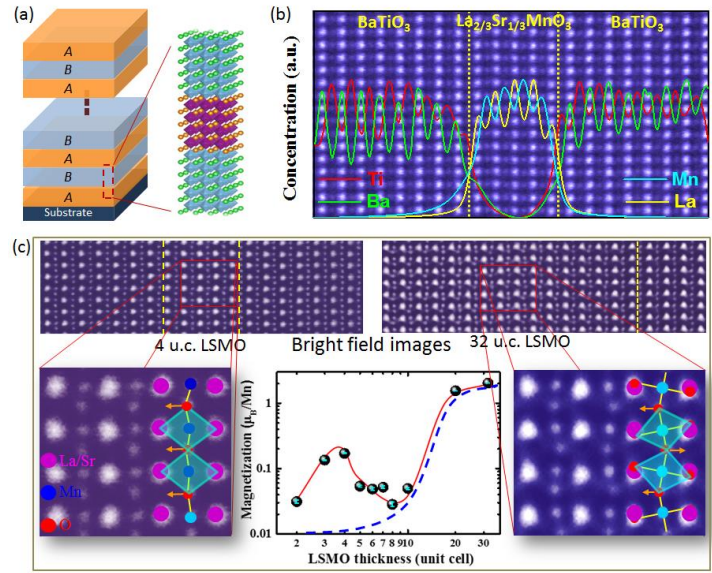 (a)
A
B
A
B
A
B
A
Substrate
(b)
BaTiO₃ La₂/₃Sr₁/₃MnO₃ BaTiO₃
Concentration (a.u.)
Ti
Ba
Mn
La
(c)
4 u.c. LSMO
Bright field images
32 u.c. LSMO
La/Sr
Mn
O
Magnetization (μB/Mn)
1
0.1
0.01
2 3 4 5 6 7 8 910 20 30
LSMO thickness (unit cell)